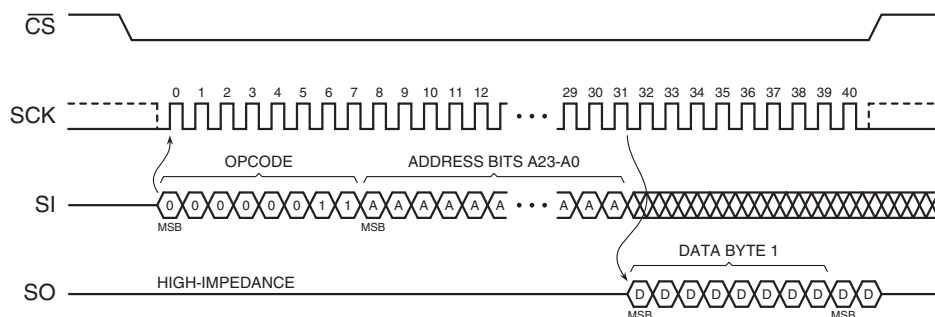 CS
0 1 2 3 4 5 6 7 8 9 10 11 12 29 30 31 32 33 34 35 36 37 38 39 40
SCK
OPCODE ADDRESS BITS A23-A0
SI 0 0 0 0 0 0 1 1 A A A A A A A A A
MSB MSB
DATA BYTE 1
SO HIGH-IMPEDANCE D D D D D D D D D D
MSB MSB